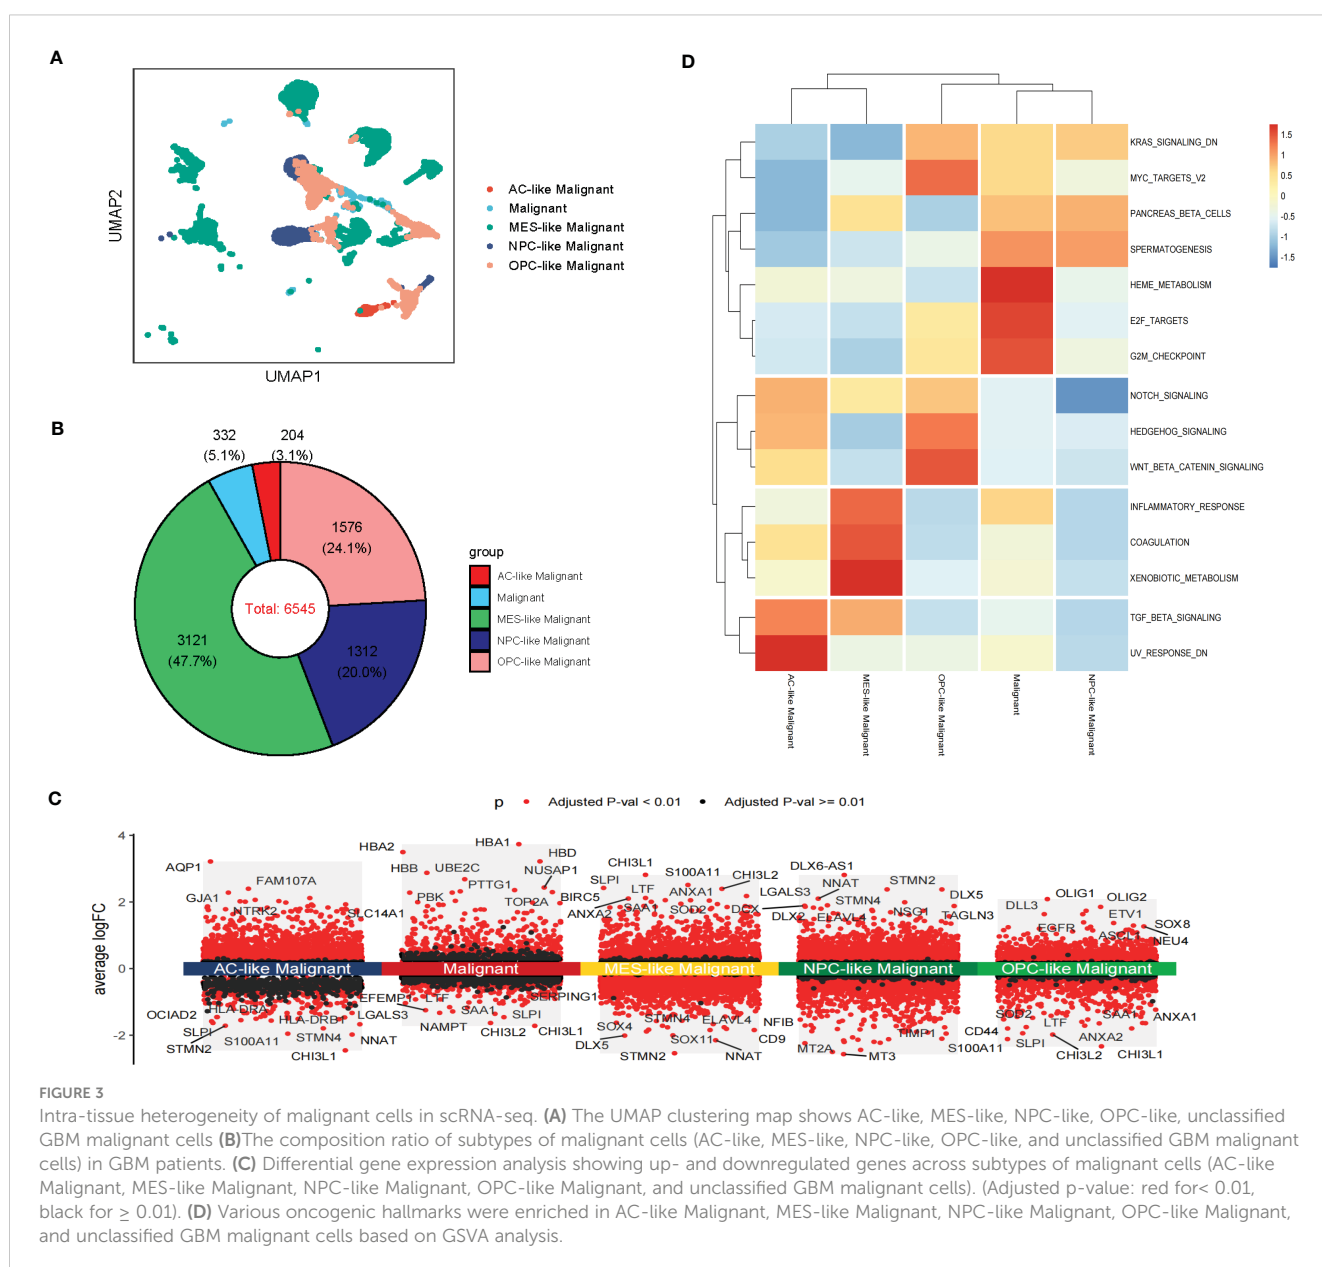 A
UMAP2
UMAP1
AC-like Malignant
Malignant
MES-like Malignant
NPC-like Malignant
OPC-like Malignant
B
332
(5.1%)
204
(3.1%)
1576
(24.1%)
3121
(47.7%)
1312
(20.0%)
Total: 6545
group
AC-like Malignant
Malignant
MES-like Malignant
NPC-like Malignant
OPC-like Malignant
D
KRAS_SIGNALING_DN
MYC_TARGETS_V2
PANCREAS_BETA_CELLS
SPERMATOGENESIS
HEME_METABOLISM
E2F_TARGETS
G2M_CHECKPOINT
NOTCH_SIGNALING
HEDGEHOG_SIGNALING
WNT_BETA_CATENIN_SIGNALING
INFLAMMATORY_RESPONSE
COAGULATION
XENOBIOTIC_METABOLISM
TGF_BETA_SIGNALING
UV_RESPONSE_DN
AC-like Malignant
MES-like Malignant
OPC-like Malignant
Malignant
NPC-like Malignant
1.5
1
0.5
0
-0.5
-1
-1.5
C
p Adjusted P-val < 0.01 Adjusted P-val >= 0.01
average logFC
4
2
0
-2
AQP1
FAM107A
GJA1
NTRK2
SLC14A1
HBA2
HBA1
HBD
HBB
UBE2C
NUSAP1
PTTG1
PBK
TOP2A
BIRC5
CHI3L1
SLPI
S100A11
CHI3L2
LTF
ANXA1
ANXA2
SAA1
SOD2
LGALS3
DCX
DLX6-AS1
NNAT
STMN2
STMN4
DLX5
DLX2
ELAVL4
NSG1
TAGLN3
OLIG1
OLIG2
DLL3
ETV1
EGFR
ASCL1
SOX8
NEU4
AC-like Malignant
Malignant
MES-like Malignant
NPC-like Malignant
OPC-like Malignant
OCIAD2
HLA-DRA
SLPI
HLA-DRB1
STMN2
S100A11
STMN4
NNAT
CHI3L1
EFEMP1
LTF
SERPING1
LGALS3
SAA1
SLPI
NAMPT
CHI3L2
CHI3L1
SOX4
STMN4
ELAVL4
NFIB
DLX5
SOX11
CD9
STMN2
NNAT
TIMP1
CD44
MT2A
MT3
S100A11
SOD2
LTF
SAA1
ANXA1
SLPI
ANXA2
CHI3L2
CHI3L1
FIGURE 3
Intra-tissue heterogeneity of malignant cells in scRNA-seq. (A) The UMAP clustering map shows AC-like, MES-like, NPC-like, OPC-like, unclassified
GBM malignant cells (B)The composition ratio of subtypes of malignant cells (AC-like, MES-like, NPC-like, OPC-like, and unclassified GBM malignant
cells) in GBM patients. (C) Differential gene expression analysis showing up- and downregulated genes across subtypes of malignant cells (AC-like
Malignant, MES-like Malignant, NPC-like Malignant, OPC-like Malignant, and unclassified GBM malignant cells). (Adjusted p-value: red for< 0.01,
black for ≥ 0.01). (D) Various oncogenic hallmarks were enriched in AC-like Malignant, MES-like Malignant, NPC-like Malignant, OPC-like Malignant,
and unclassified GBM malignant cells based on GSVA analysis.